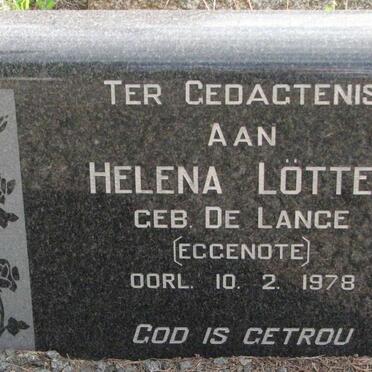 TER GEDAGTENIS
AAN
HELENA LÖTTE
GEB. DE LANGE
(EGGENOTE)
OORL. 10. 2. 1978
GOD IS GETROU